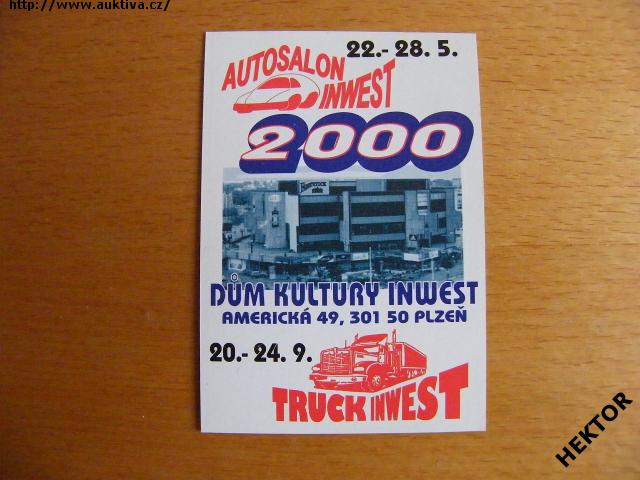 http://www.auktiva.cz/
22.- 28. 5.
AUTOSALON
INWEST
2000
DŮM KULTURY INWEST
AMERICKÁ 49, 301 50 PLZEŇ
20.- 24. 9.
TRUCK INWEST
HEKTOR